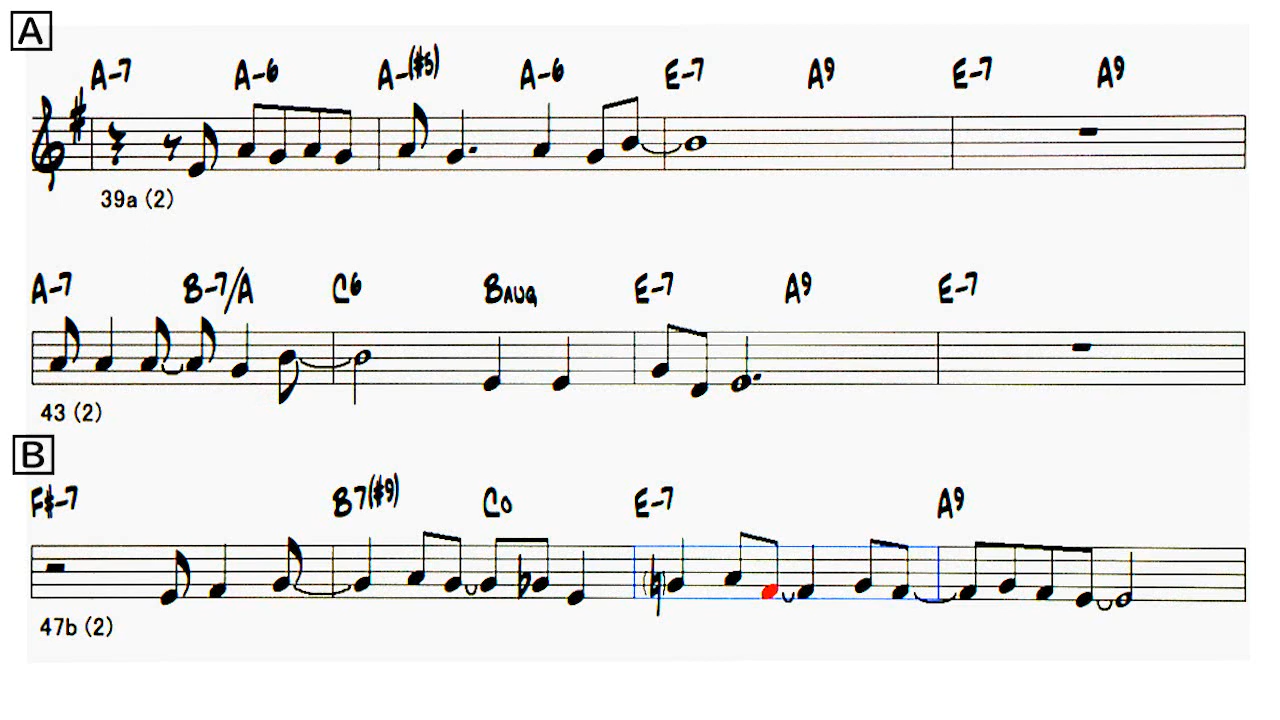 A
A-7 A-6 A-(#5) A-6 E-7 A9 E-7 A9
39a (2)
A-7 B-7/A C6 BAUG E-7 A9 E-7
43 (2)
B
F#-7 B7(#9) Co E-7 A9
47b (2)